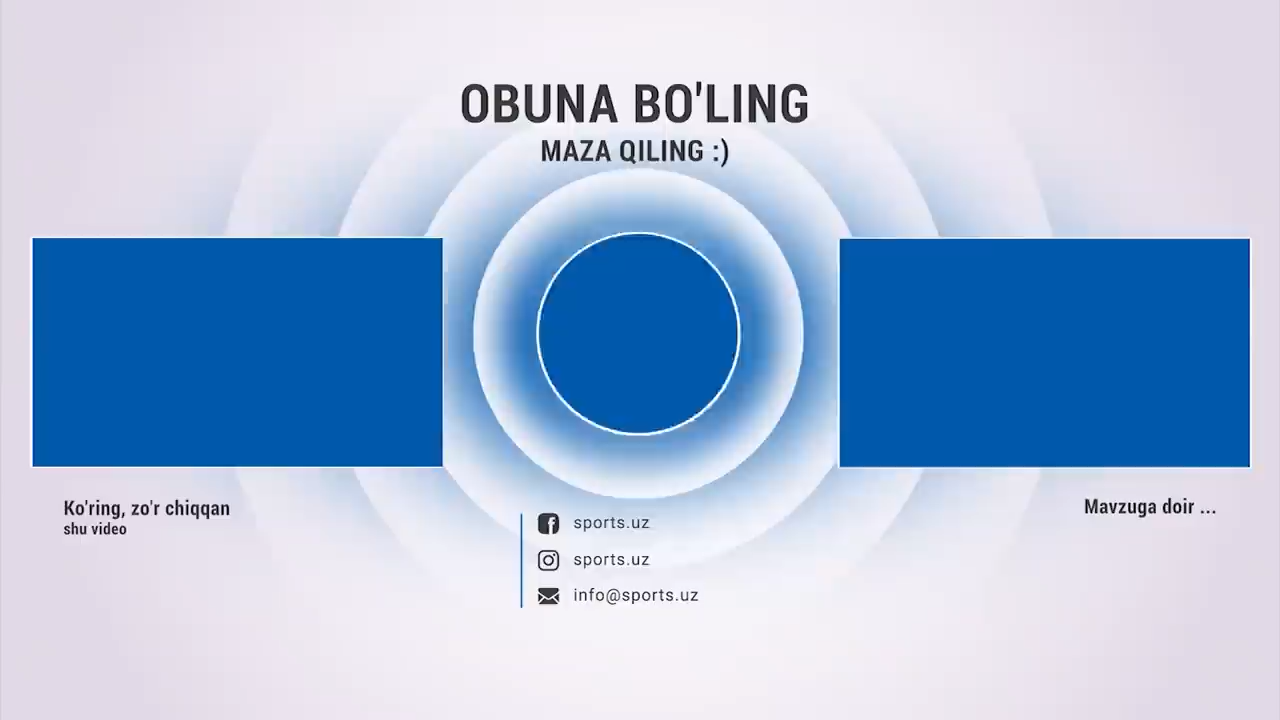 OBUNA BO'LING
MAZA QILING :)
Ko'ring, zo'r chiqqan
shu video
Mavzuga doir ...
sports.uz
sports.uz
info@sports.uz